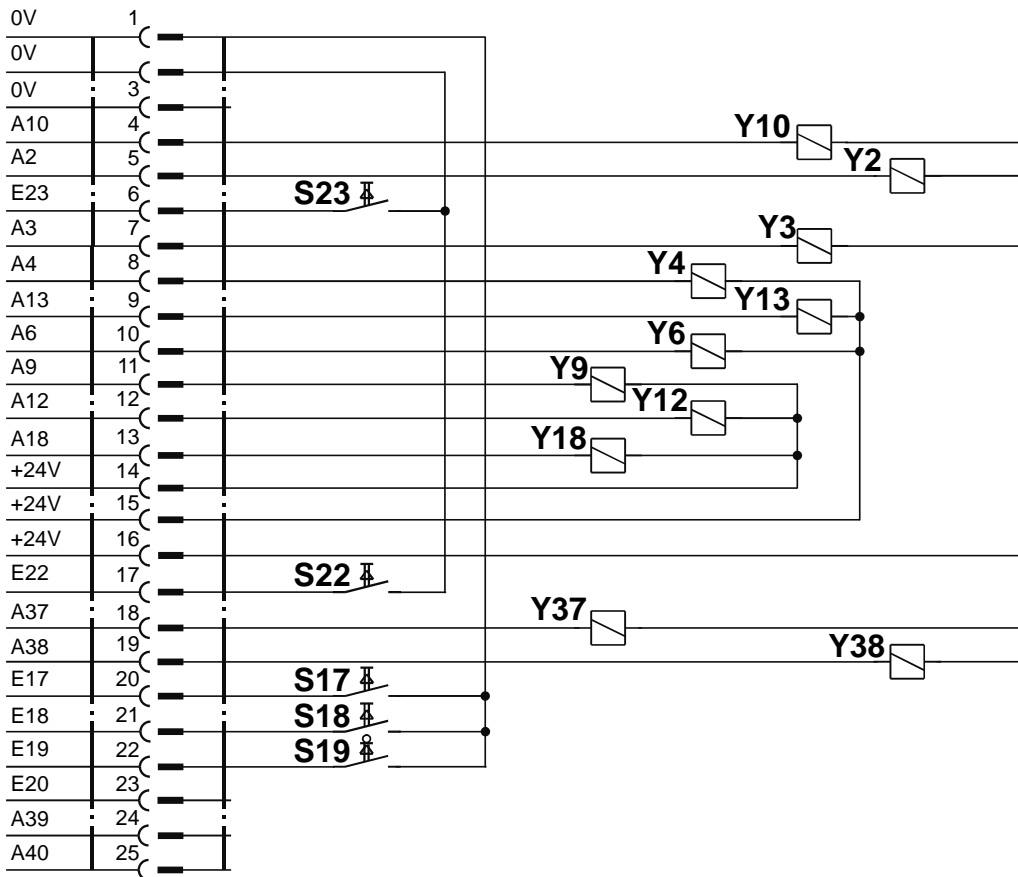 0V 1
0V
0V 3
A10 4 Y10
A2 5 Y2
E23 6 S23
A3 7 Y3
A4 8 Y4
A13 9 Y13
A6 10 Y6
A9 11 Y9
A12 12 Y12
A18 13 Y18
+24V 14
+24V 15
+24V 16
E22 17 S22
A37 18 Y37
A38 19 Y38
E17 20 S17
E18 21 S18
E19 22 S19
E20 23
A39 24
A40 25